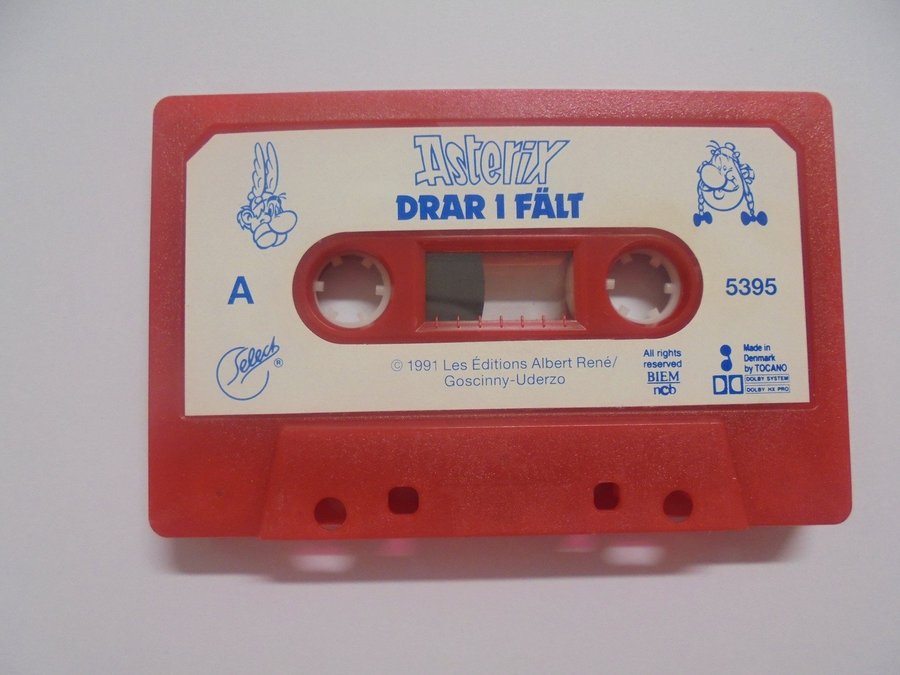 Asterix
DRAR I FÄLT
A
5395
Select ®
© 1991 Les Éditions Albert René/
Goscinny-Uderzo
All rights
reserved
BIEM
ncb
Made in
Denmark
by TOCANO
DOLBY SYSTEM
DOLBY HX PRO